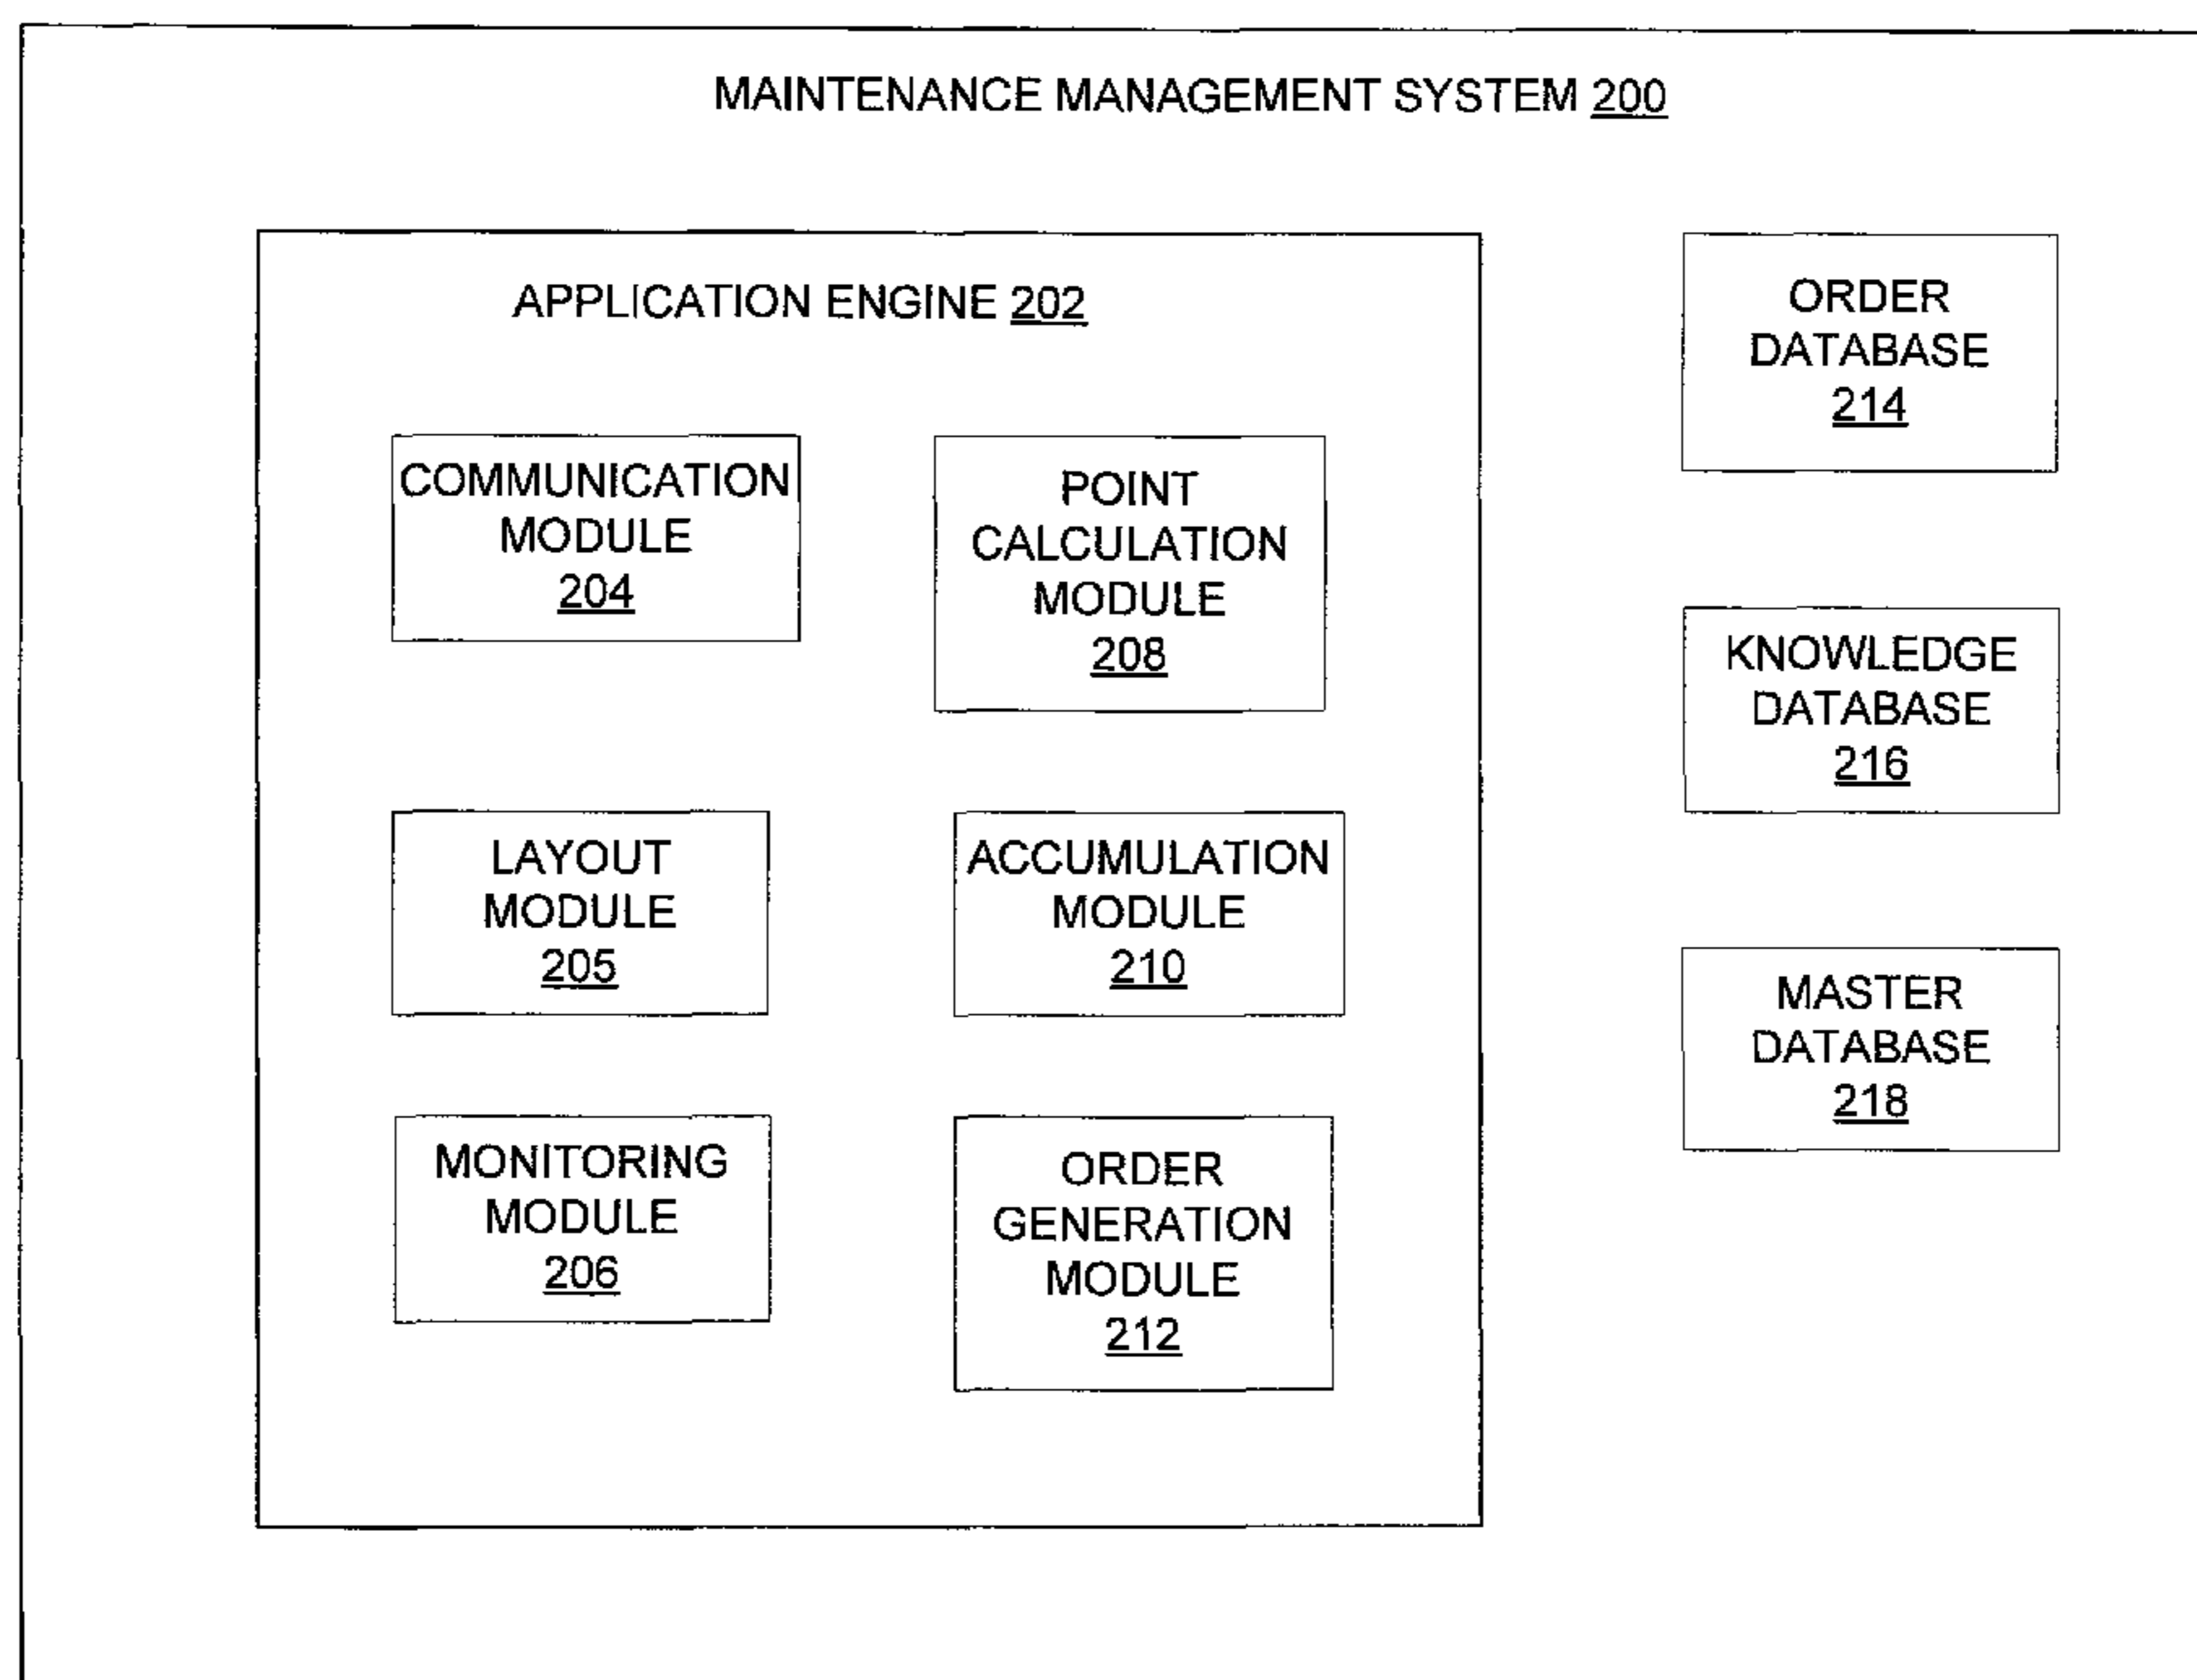 MAINTENANCE MANAGEMENT SYSTEM 200
APPLICATION ENGINE 202
COMMUNICATION
MODULE
204
POINT
CALCULATION
MODULE
208
LAYOUT
MODULE
205
ACCUMULATION
MODULE
210
MONITORING
MODULE
206
ORDER
GENERATION
MODULE
212
ORDER
DATABASE
214
KNOWLEDGE
DATABASE
216
MASTER
DATABASE
218